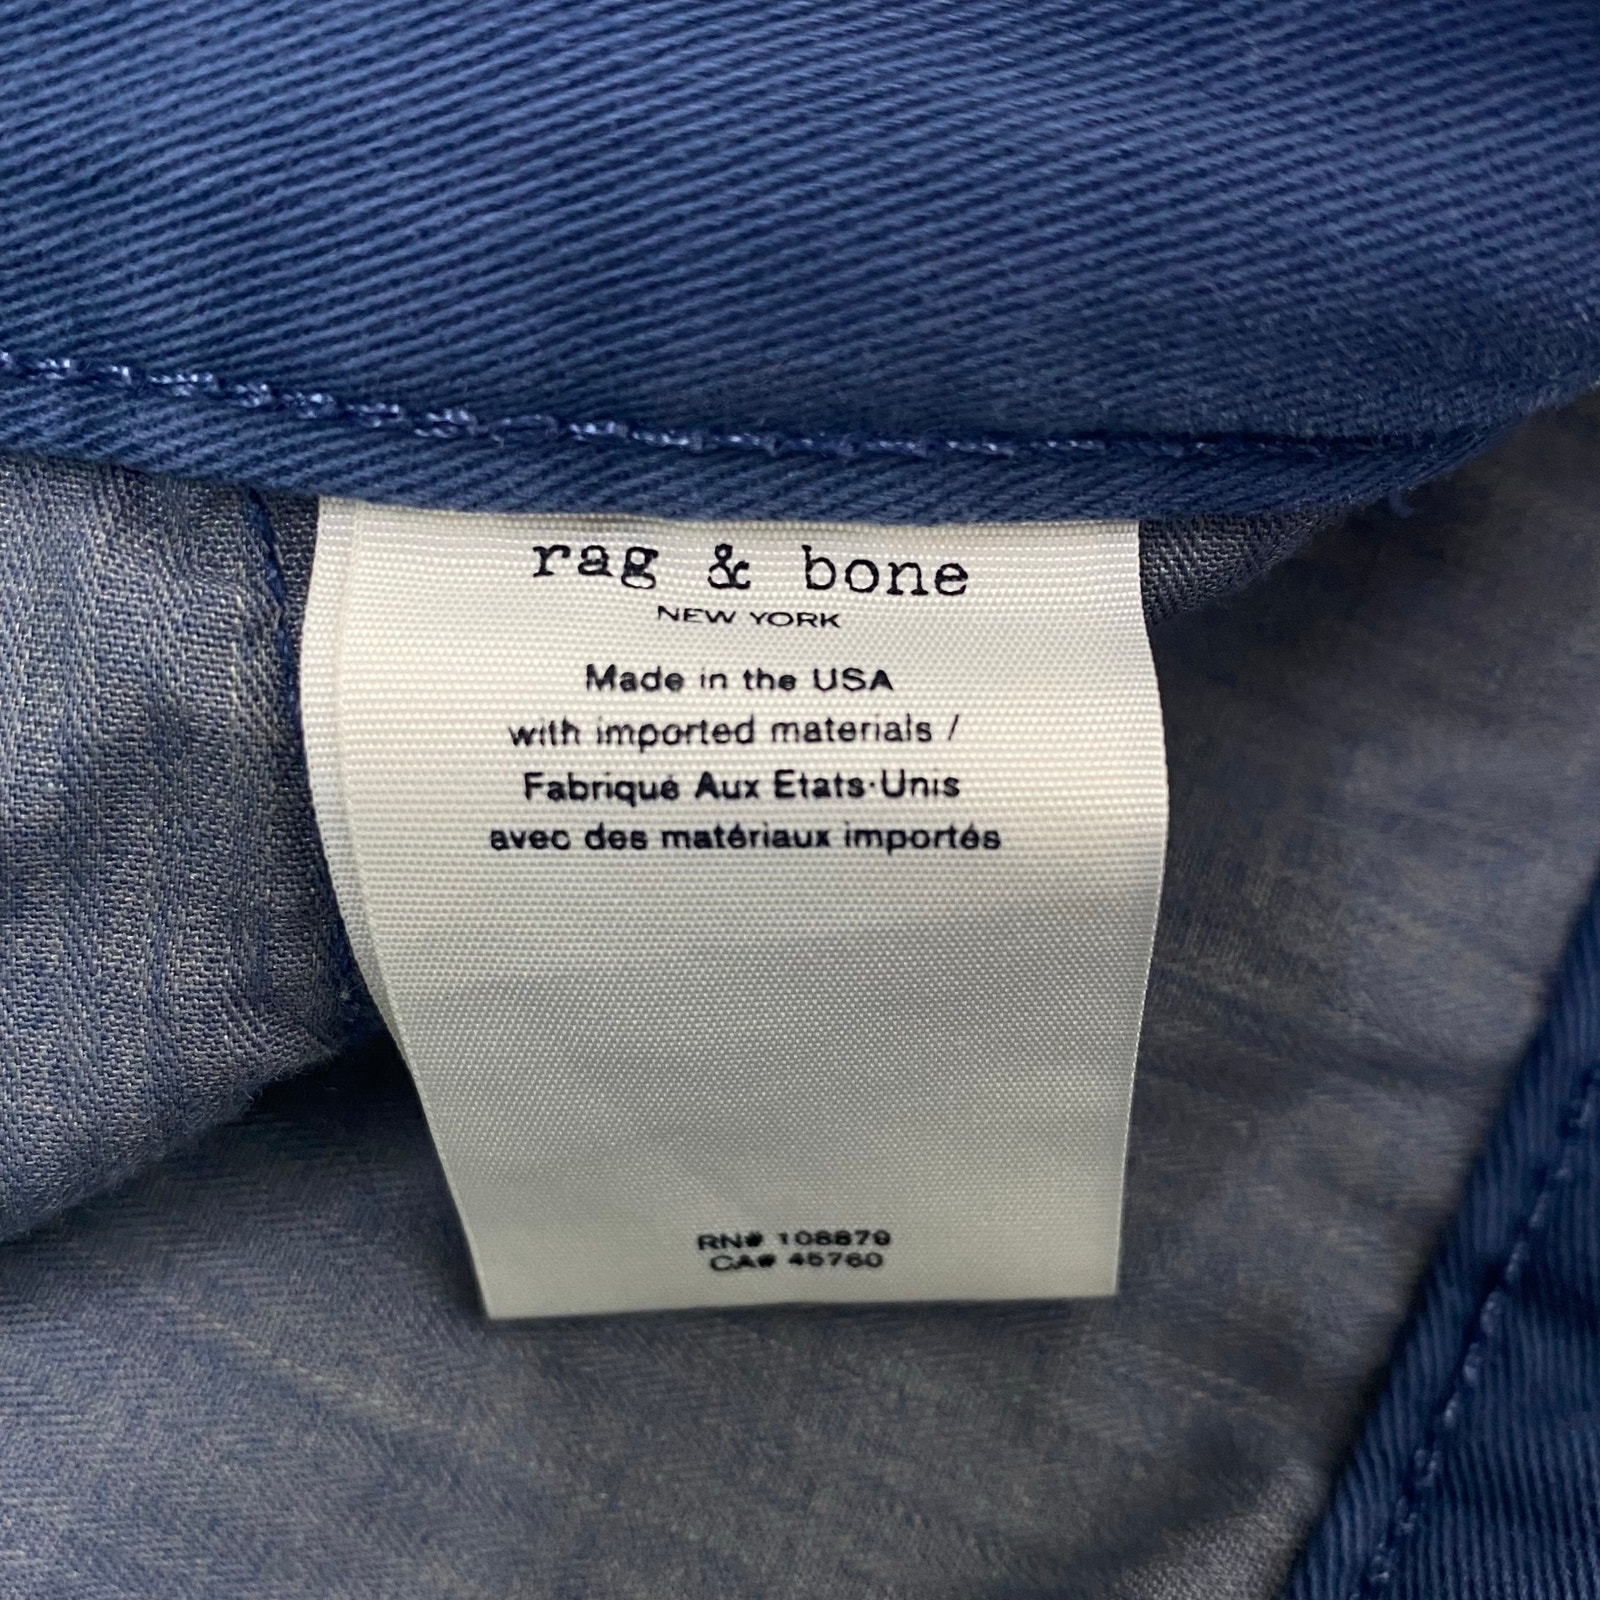 rag & bone
NEW YORK
Made in the USA
with imported materials /
Fabriqué Aux Etats-Unis
avec des matériaux importés
RN# 108879
CA# 45760